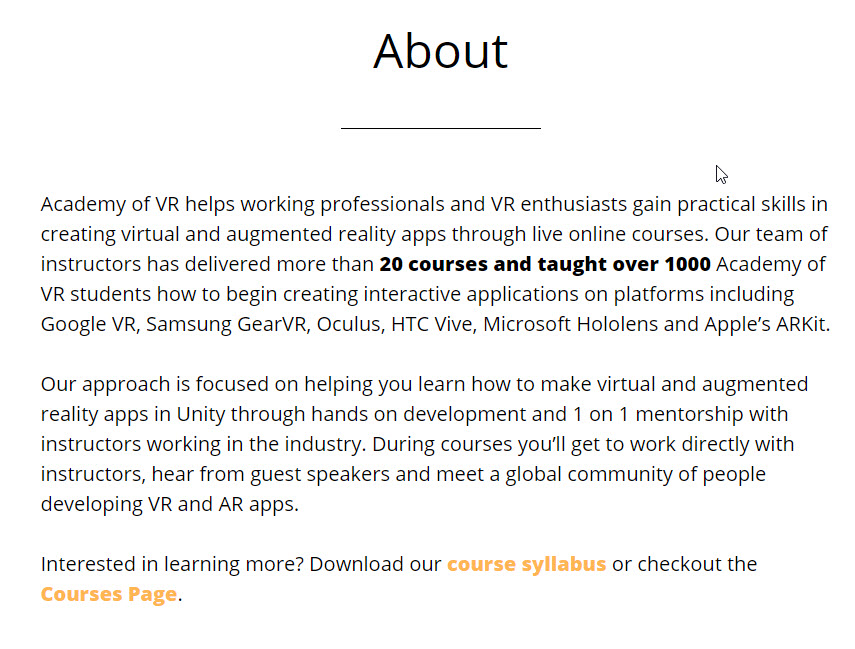 About
Academy of VR helps working professionals and VR enthusiasts gain practical skills in
creating virtual and augmented reality apps through live online courses. Our team of
instructors has delivered more than 20 courses and taught over 1000 Academy of
VR students how to begin creating interactive applications on platforms including
Google VR, Samsung GearVR, Oculus, HTC Vive, Microsoft Hololens and Apple’s ARKit.
Our approach is focused on helping you learn how to make virtual and augmented
reality apps in Unity through hands on development and 1 on 1 mentorship with
instructors working in the industry. During courses you’ll get to work directly with
instructors, hear from guest speakers and meet a global community of people
developing VR and AR apps.
Interested in learning more? Download our course syllabus or checkout the
Courses Page.